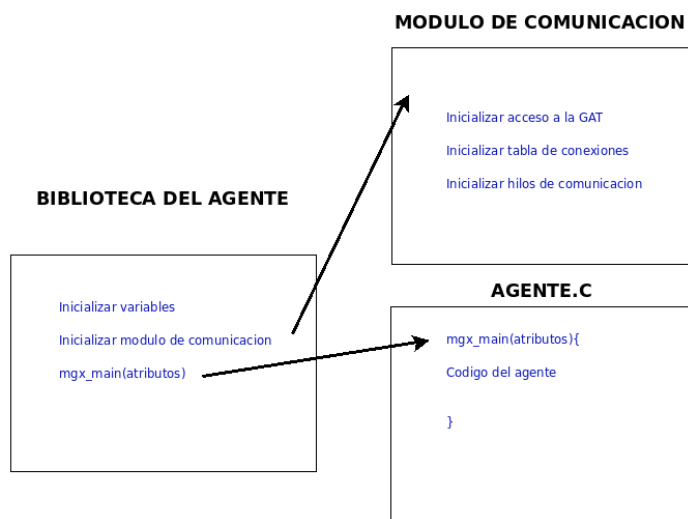 MODULO DE COMUNICACION
Inicializar acceso a la GAT
Inicializar tabla de conexiones
Inicializar hilos de comunicacion
BIBLIOTECA DEL AGENTE
Inicializar variables
Inicializar modulo de comunicacion
mgx_main(atributos)
AGENTE.C
mgx_main(atributos){
Codigo del agente
}